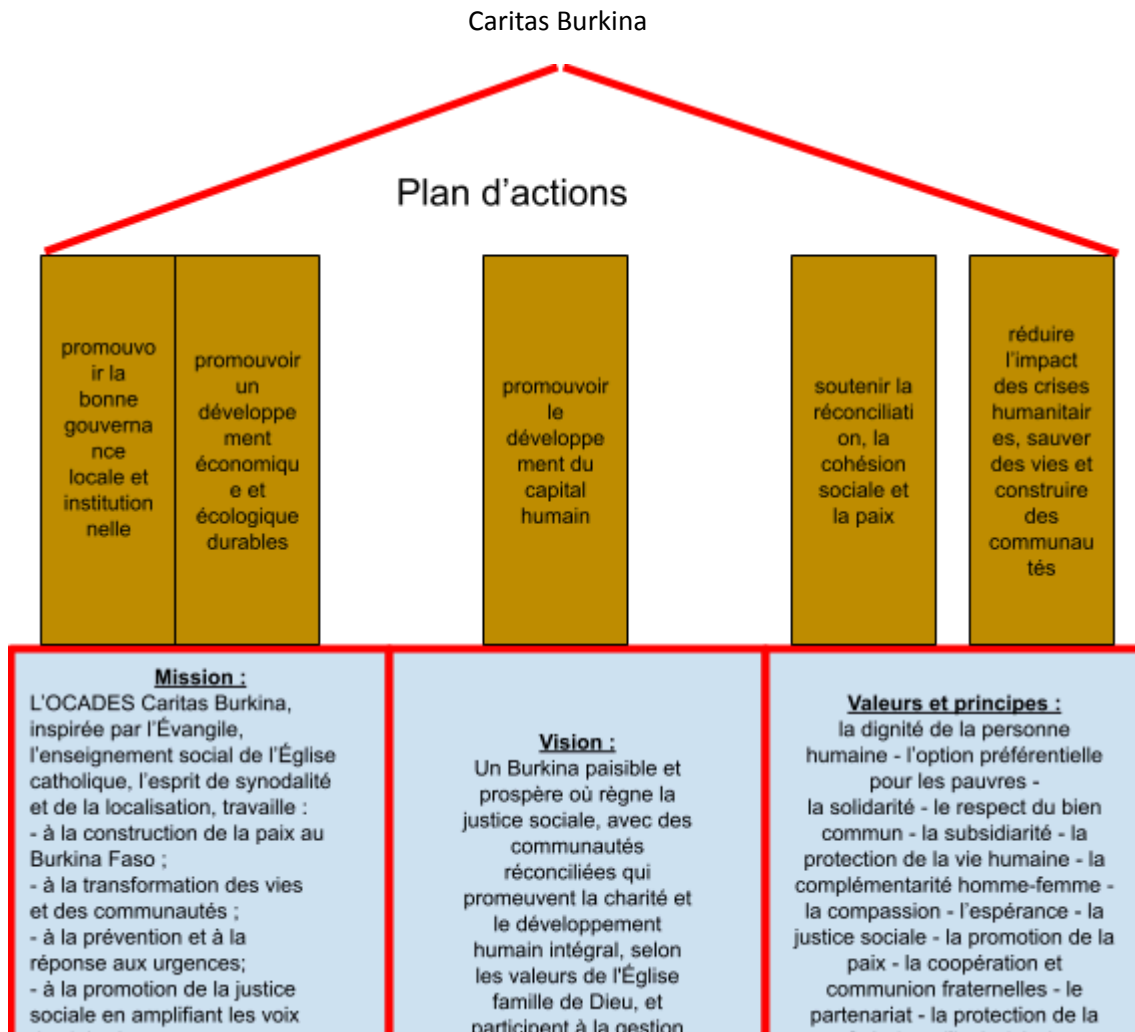 Caritas Burkina
Plan d’actions
promouvo
ir la
bonne
gouverna
nce
locale et
institution
nelle
promouvoir
un
développe
ment
économiqu
e et
écologique
durables
promouvoir
le
développe
ment du
capital
humain
soutenir la
réconciliati
on, la
cohésion
sociale et
la paix
réduire
l’impact
des crises
humanitair
es, sauver
des vies et
construire
des
communau
tés
Mission :
L’OCADES Caritas Burkina,
inspirée par l’Évangile,
l’enseignement social de l’Église
catholique, l’esprit de synodalité
et de la localisation, travaille :
- à la construction de la paix au
Burkina Faso ;
- à la transformation des vies
et des communautés ;
- à la prévention et à la
réponse aux urgences;
- à la promotion de la justice
sociale en amplifiant les voix
Vision :
Un Burkina paisible et
prospère où règne la
justice sociale, avec des
communautés
réconciliées qui
promeuvent la charité et
le développement
humain intégral, selon
les valeurs de l'Église
famille de Dieu, et
participent à la gestion
Valeurs et principes :
la dignité de la personne
humaine - l’option préférentielle
pour les pauvres -
la solidarité - le respect du bien
commun - la subsidiarité - la
protection de la vie humaine - la
complémentarité homme-femme -
la compassion - l’espérance - la
justice sociale - la promotion de la
paix - la coopération et
communion fraternelles - le
partenariat - la protection de la